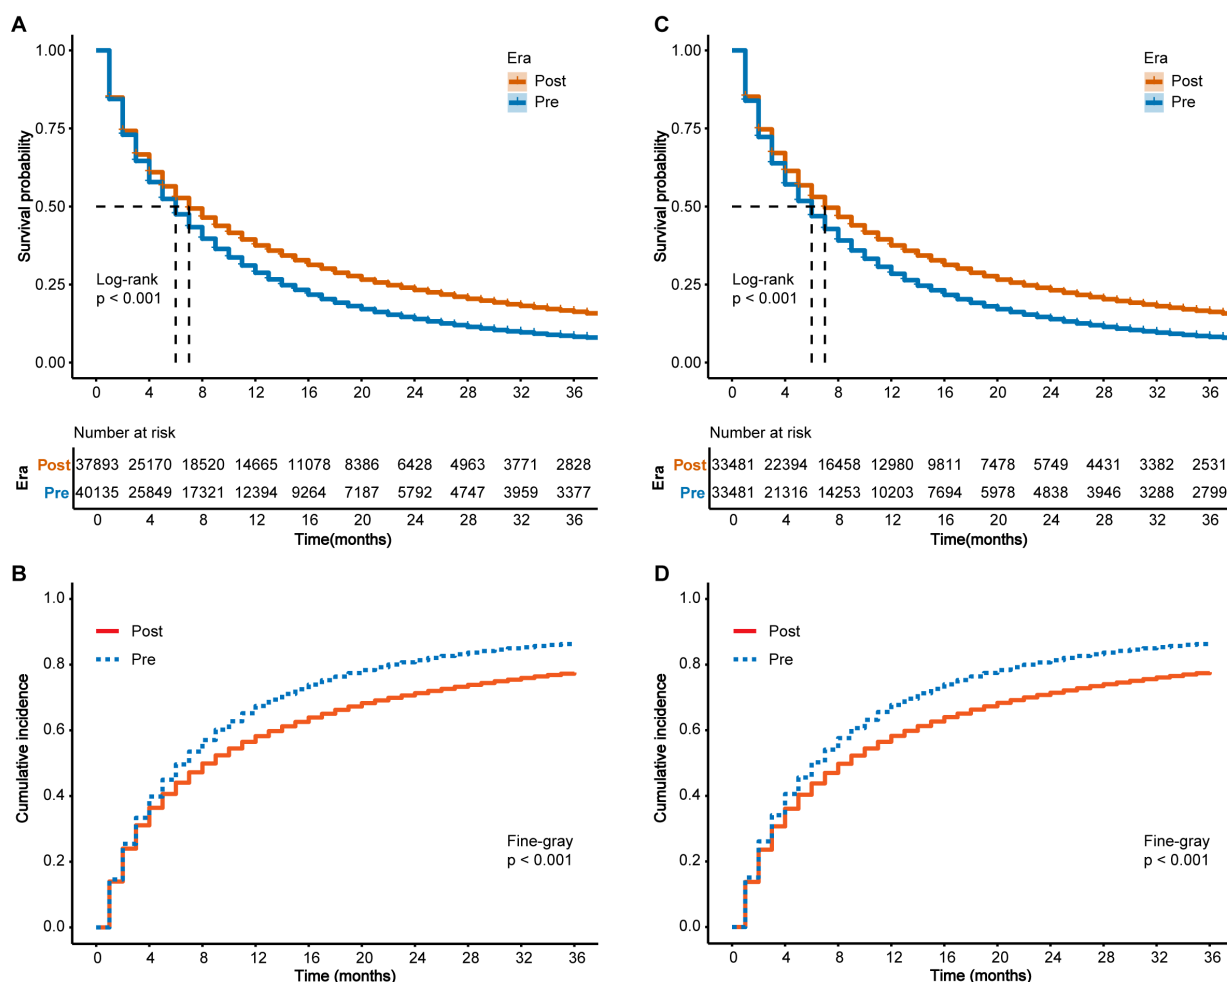 A
1.00
0.75
0.50
0.25
0.00
Survival probability
Era
Post
Pre
Log-rank
p < 0.001
0 4 8 12 16 20 24 28 32 36
Number at risk
Era
Post 37893 25170 18520 14665 11078 8386 6428 4963 3771 2828
Pre 40135 25849 17321 12394 9264 7187 5792 4747 3959 3377
0 4 8 12 16 20 24 28 32 36
Time(months)
C
1.00
0.75
0.50
0.25
0.00
Survival probability
Era
Post
Pre
Log-rank
p < 0.001
0 4 8 12 16 20 24 28 32 36
Number at risk
Era
Post 33481 22394 16458 12980 9811 7478 5749 4431 3382 2531
Pre 33481 21316 14253 10203 7694 5978 4838 3946 3288 2799
0 4 8 12 16 20 24 28 32 36
Time(months)
B
1.0
0.8
0.6
0.4
0.2
0.0
Cumulative incidence
Post
Pre
Fine-gray
p < 0.001
0 4 8 12 16 20 24 28 32 36
Time (months)
D
1.0
0.8
0.6
0.4
0.2
0.0
Cumulative incidence
Post
Pre
Fine-gray
p < 0.001
0 4 8 12 16 20 24 28 32 36
Time (months)